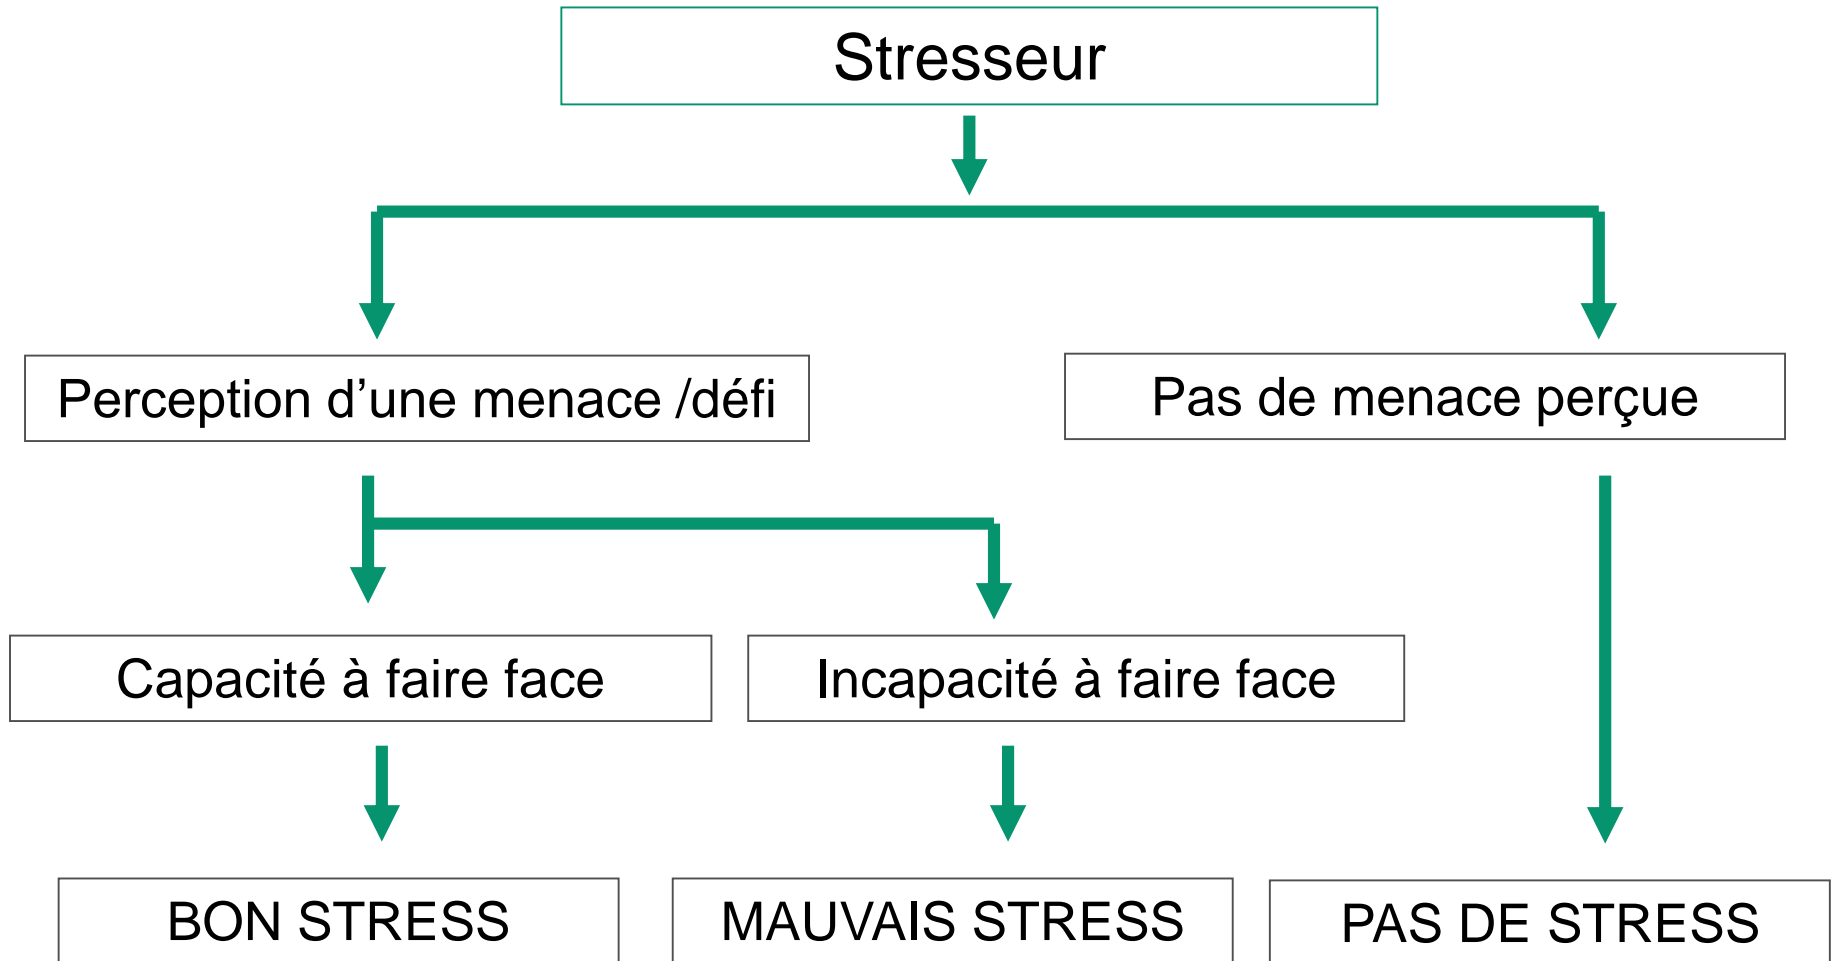 Stresseur
Perception d’une menace /défi
Pas de menace perçue
Capacité à faire face
Incapacité à faire face
BON STRESS
MAUVAIS STRESS
PAS DE STRESS